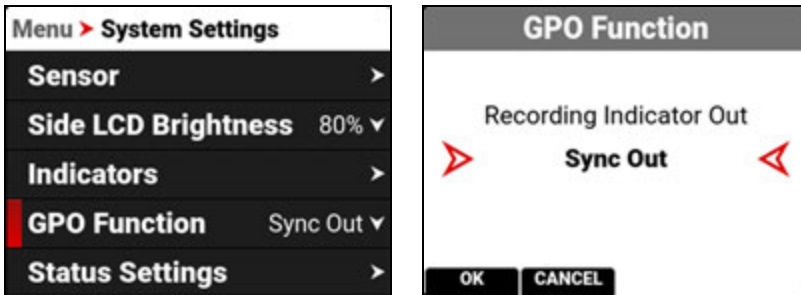 Menu > System Settings
Sensor
Side LCD Brightness 80%
Indicators
GPO Function Sync Out
Status Settings
GPO Function
Recording Indicator Out
Sync Out
OK CANCEL